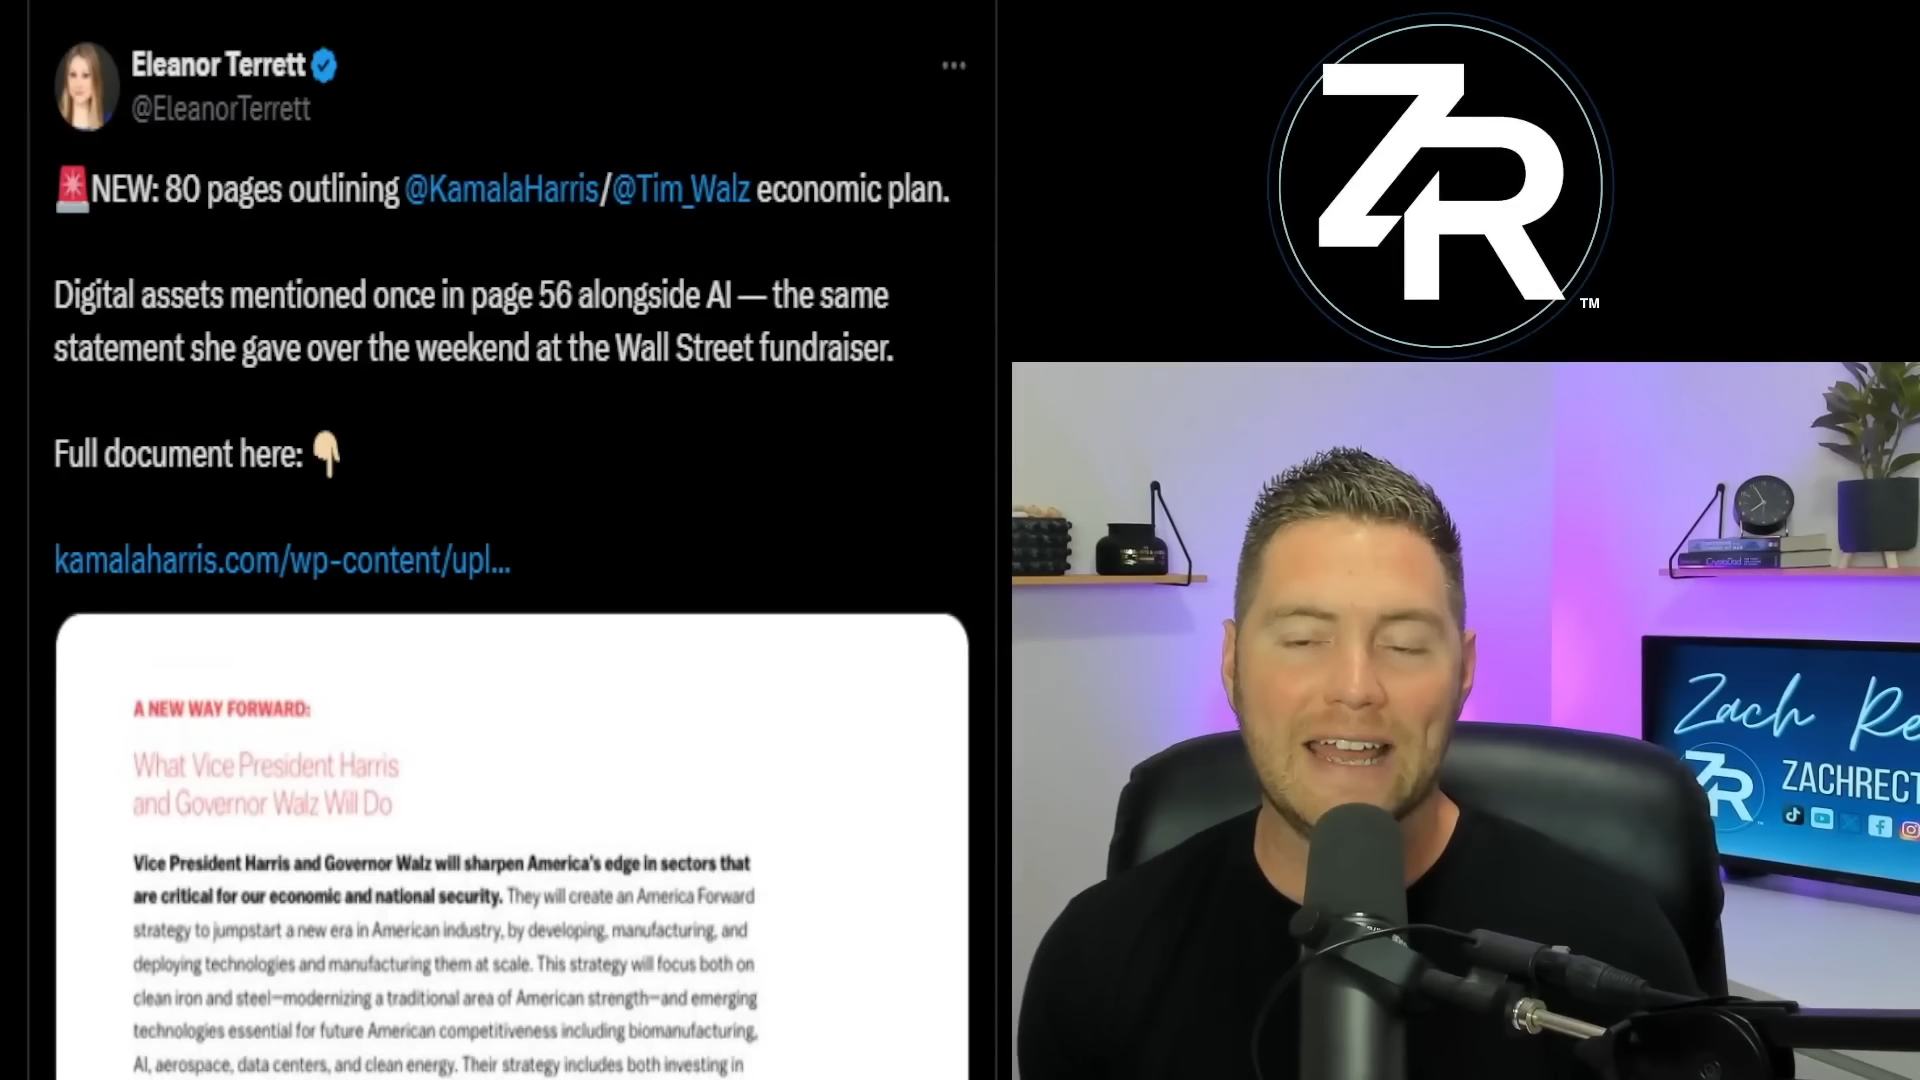 Eleanor Terrett
@EleanorTerrett
NEW: 80 pages outlining @KamalaHarris/@Tim_Walz economic plan.
Digital assets mentioned once in page 56 alongside AI — the same
statement she gave over the weekend at the Wall Street fundraiser.
Full document here:
kamalaharris.com/wp-content/upl...
A NEW WAY FORWARD:
What Vice President Harris
and Governor Walz Will Do
Vice President Harris and Governor Walz will sharpen America's edge in sectors that
are critical for our economic and national security. They will create an America Forward
strategy to jumpstart a new era in American industry, by developing, manufacturing, and
deploying technologies and manufacturing them at scale. This strategy will focus both on
clean iron and steel—modernizing a traditional area of American strength—and emerging
technologies essential for future American competitiveness including biomanufacturing,
AI, aerospace, data centers, and clean energy. Their strategy includes both investing in
ZR
TM
Zach Re
ZR
ZACHRECT